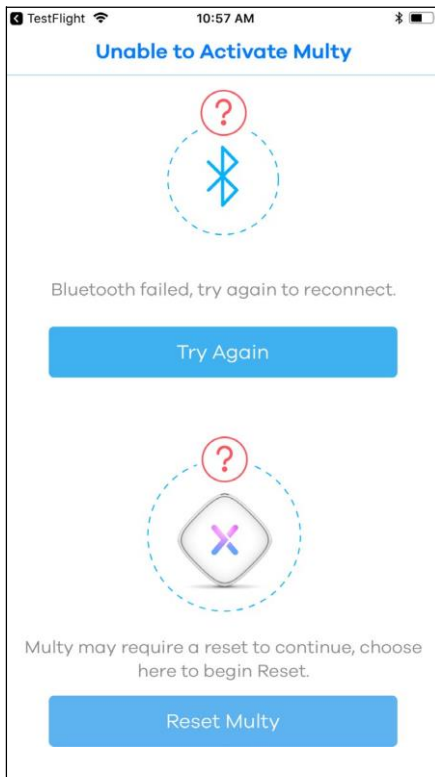 TestFlight 10:57 AM
Unable to Activate Multy
?
Bluetooth failed, try again to reconnect.
Try Again
?
X
Multy may require a reset to continue, choose
here to begin Reset.
Reset Multy